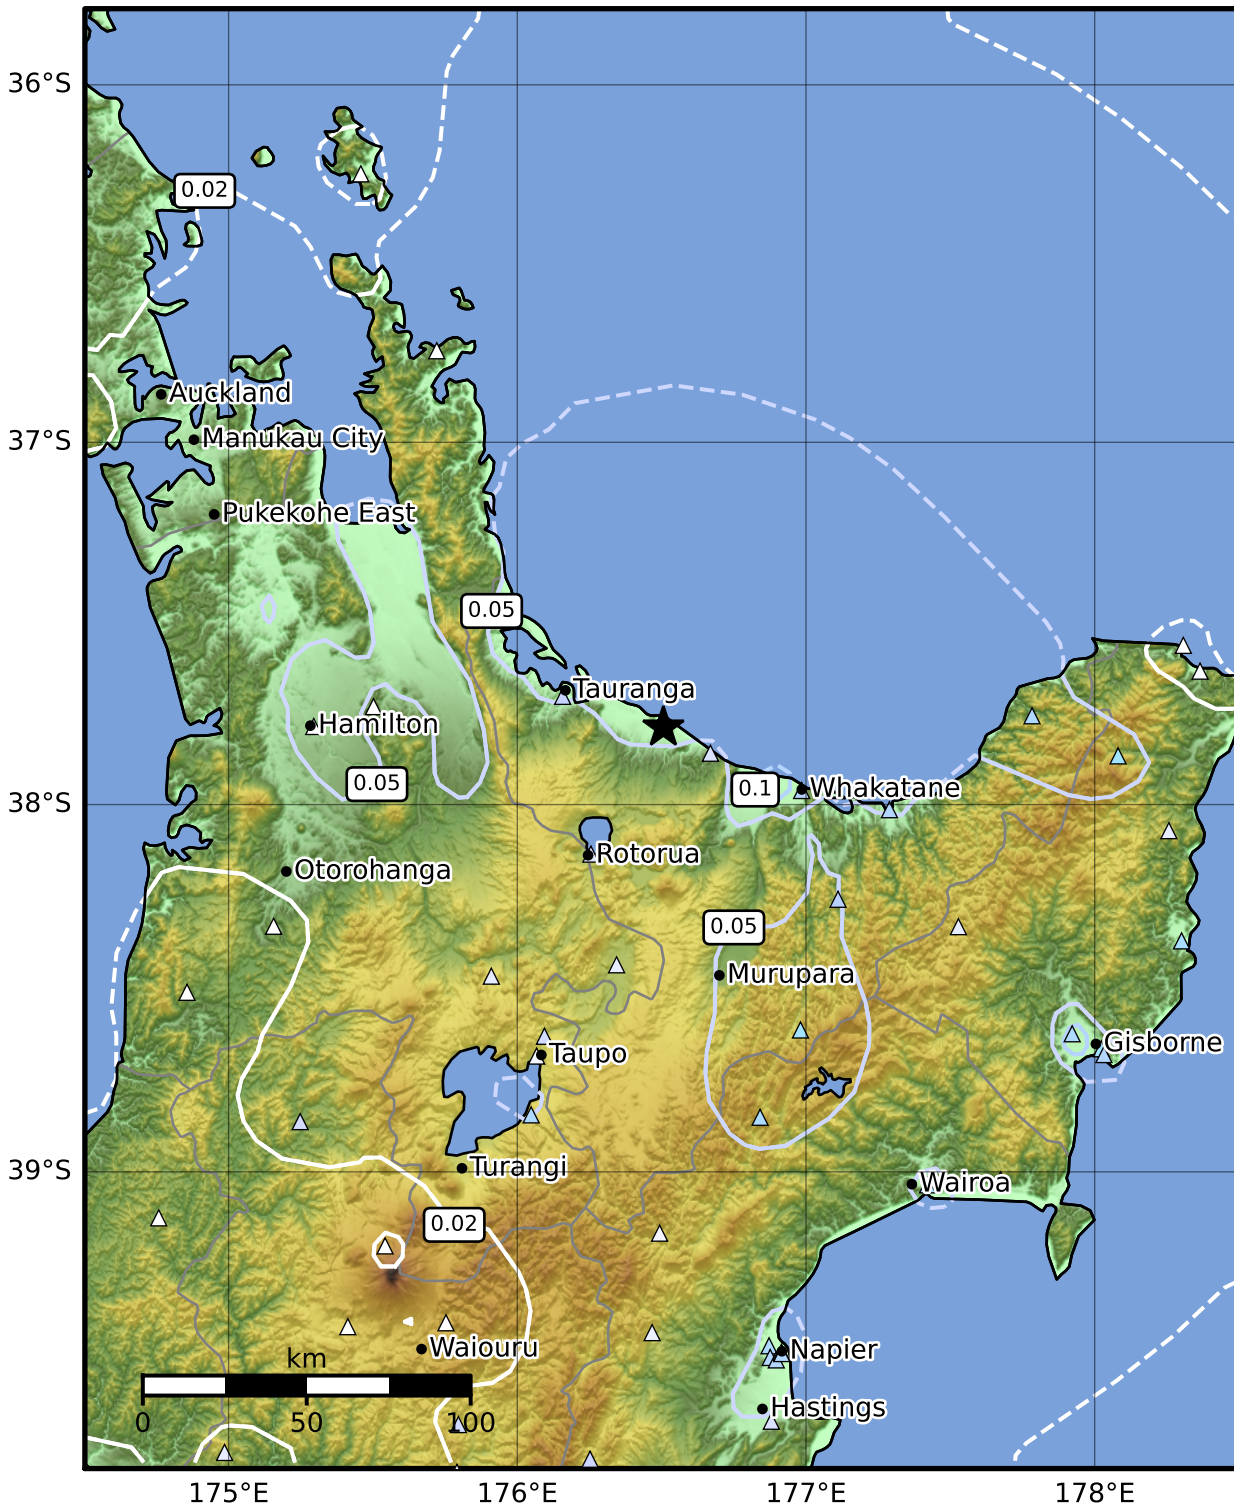 36°S
0.02
Auckland
Manukau City
37°S
Pukekohe East
0.05
Tauranga
Hamilton
0.05
0.1
Whakatane
38°S
Rotorua
Otorohanga
0.05
Murupara
Gisborne
Taupo
39°S
Turangi
Wairoa
0.02
Waiouru
Napier
km
Hastings
0 50 100
175°E 176°E 177°E 178°E